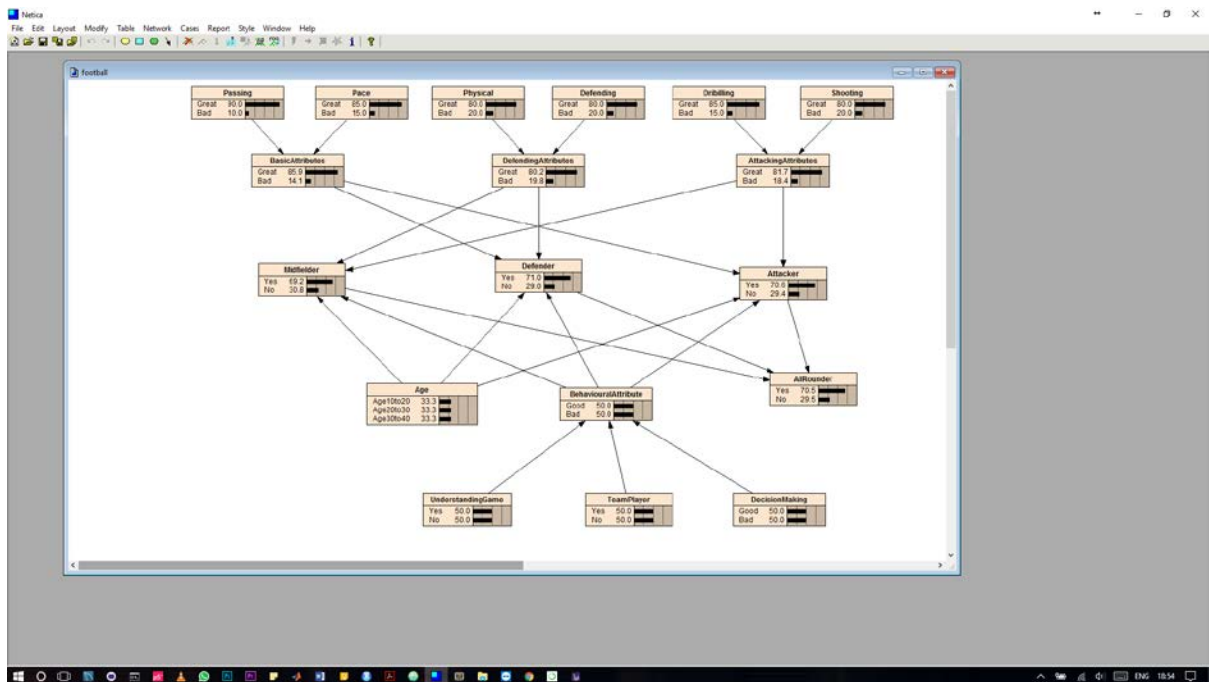 Netica
File Edit Layout Modify Table Network Cases Report Style Window Help
football
Passing
Great 90.0
Bad 10.0
Pace
Great 85.0
Bad 15.0
Physical
Great 80.0
Bad 20.0
Defending
Great 80.0
Bad 20.0
Dribilling
Great 85.0
Bad 15.0
Shooting
Great 80.0
Bad 20.0
BasicAttributes
Great 85.9
Bad 14.1
DefendingAttributes
Great 80.2
Bad 19.8
AttackingAttributes
Great 81.7
Bad 18.4
Midfielder
Yes 69.2
No 30.8
Defender
Yes 71.0
No 29.0
Attacker
Yes 70.6
No 29.4
Age
Age10to20 33.3
Age20to30 33.3
Age30to40 33.3
BehaviouralAttribute
Good 50.0
Bad 50.0
AllRounder
Yes 70.5
No 29.5
UnderstandingGame
Yes 50.0
No 50.0
TeamPlayer
Yes 50.0
No 50.0
DecisionMaking
Good 50.0
Bad 50.0
ENG 18:54